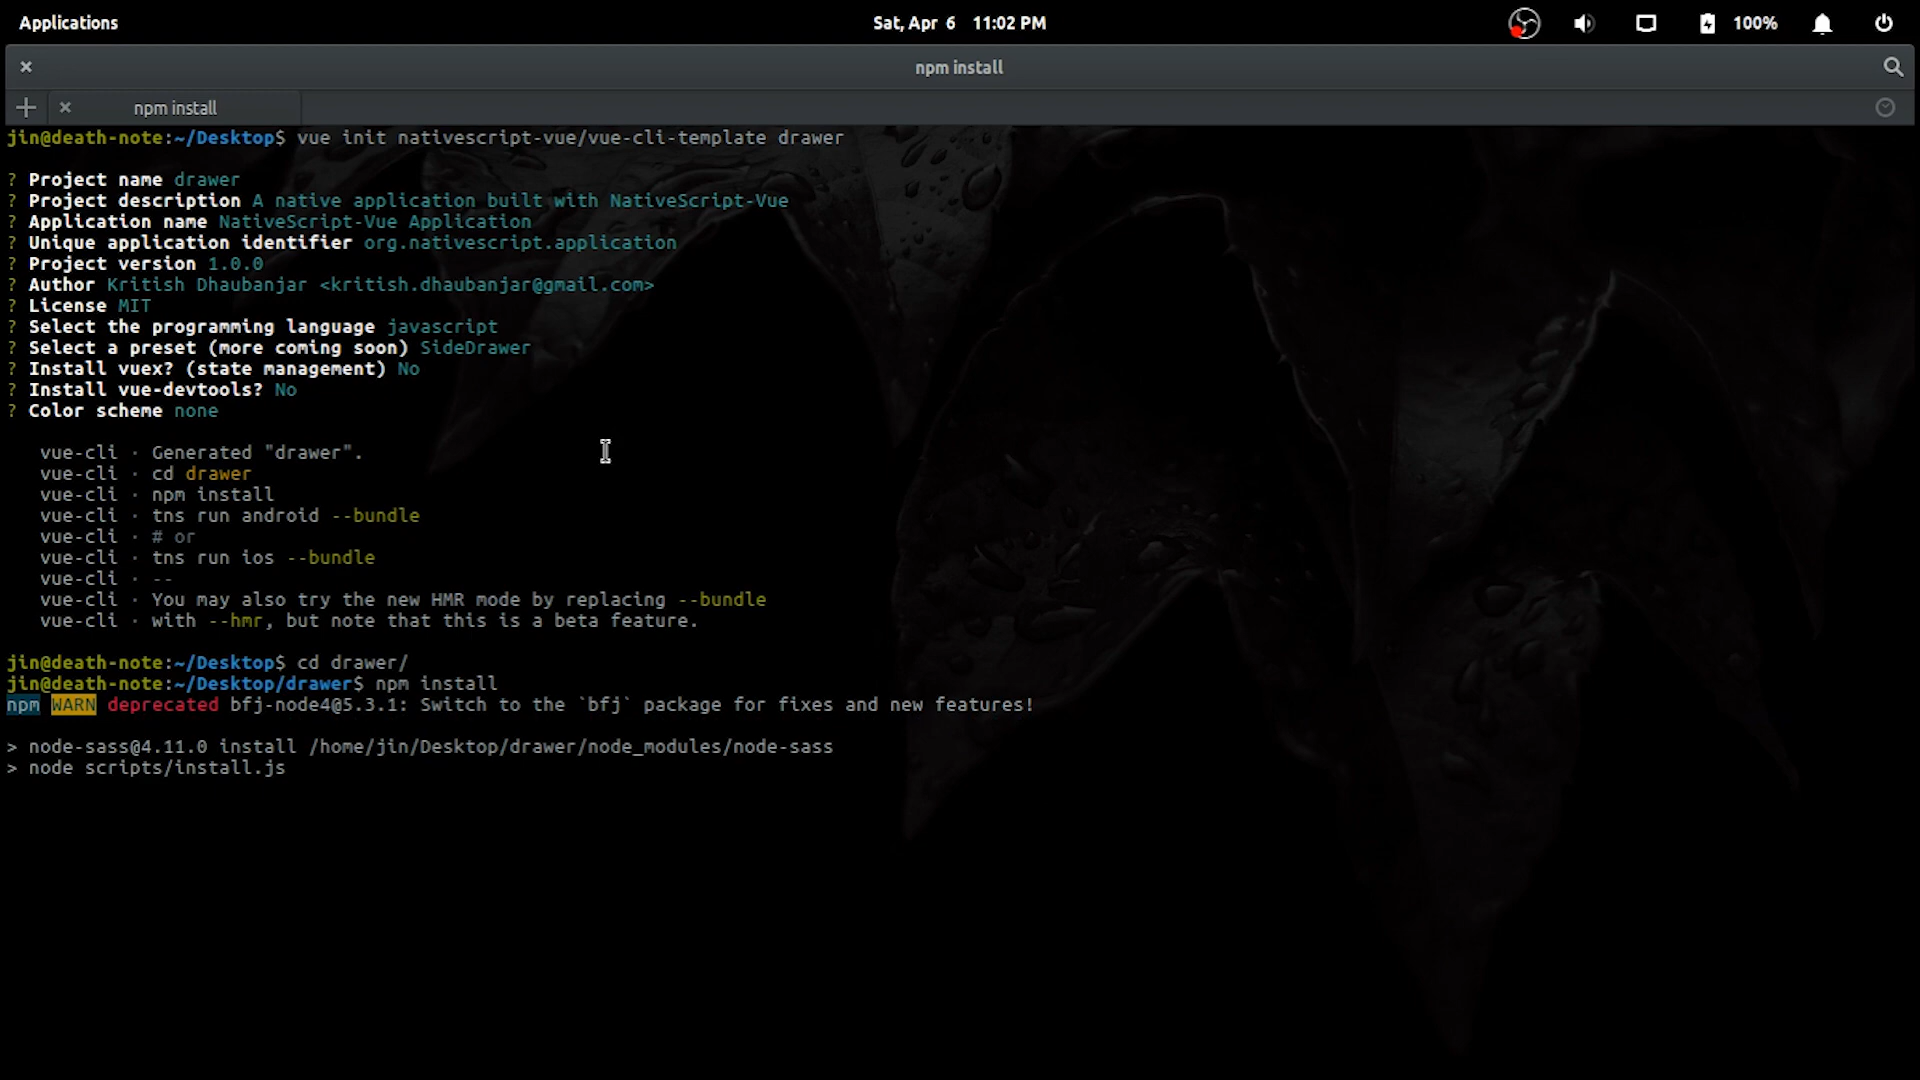 Applications
Sat, Apr 6 11:02 PM
100%
npm install
npm install
jin@death-note:~/Desktop$ vue init nativescript-vue/vue-cli-template drawer
? Project name drawer
? Project description A native application built with NativeScript-Vue
? Application name NativeScript-Vue Application
? Unique application identifier org.nativescript.application
? Project version 1.0.0
? Author Kritish Dhaubanjar <kritish.dhaubanjar@gmail.com>
? License MIT
? Select the programming language javascript
? Select a preset (more coming soon) SideDrawer
? Install vuex? (state management) No
? Install vue-devtools? No
? Color scheme none
vue-cli · Generated "drawer".
vue-cli · cd drawer
vue-cli · npm install
vue-cli · tns run android --bundle
vue-cli · # or
vue-cli · tns run ios --bundle
vue-cli · --
vue-cli · You may also try the new HMR mode by replacing --bundle
vue-cli · with --hmr, but note that this is a beta feature.
jin@death-note:~/Desktop$ cd drawer/
jin@death-note:~/Desktop/drawer$ npm install
npm WARN deprecated bfj-node4@5.3.1: Switch to the `bfj` package for fixes and new features!
> node-sass@4.11.0 install /home/jin/Desktop/drawer/node_modules/node-sass
> node scripts/install.js